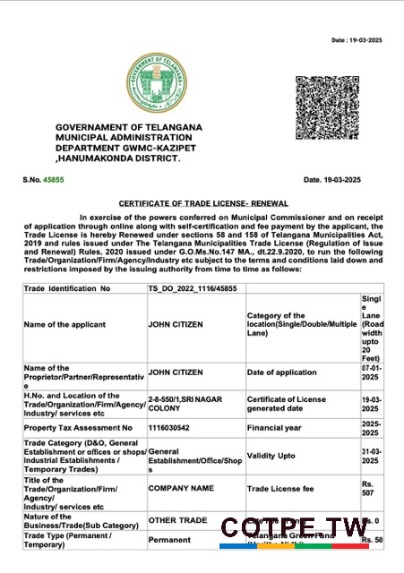 Date : 19-03-2025
GOVERNMENT OF TELANGANA
GOVERNAMENT OF TELANGANA
MUNICIPAL ADMINISTRATION
DEPARTMENT GWMC-KAZIPET
,HANUMAKONDA DISTRICT.
S.No. 45855
Date. 19-03-2025
CERTIFICATE OF TRADE LICENSE- RENEWAL
In exercise of the powers conferred on Municipal Commissioner and on receipt
of application through online along with self-certification and fee payment by the applicant, the
Trade License is hereby Renewed under sections 58 and 158 of Telangana Municipalities Act,
2019 and rules issued under The Telangana Municipalities Trade License (Regulation of Issue
and Renewal) Rules, 2020 issued under G.O.Ms.No.147 MA., dt.22.9.2020, to run the following
Trade/Organization/Firm/Agency/Industry etc subject to the terms and conditions laid down and
restrictions imposed by the issuing authority from time to time as follows:
Trade Identification No
TS_DO_2022_1116/45855
Name of the applicant
JOHN CITIZEN
Category of the
location(Single/Double/Multiple
Lane)
Singl
e
Lane
(Road
width
upto
20
Feet)
Name of the
Proprietor/Partner/Representativ
e
JOHN CITIZEN
Date of application
07-01-
2025
H.No. and Location of the
Trade/Organization/Firm/Agency/
Industry/ services etc
2-8-550/1,SRI NAGAR
COLONY
Certificate of License
generated date
19-03-
2025
Property Tax Assessment No
1116030542
Financial year
2025-
2025
Trade Category (D&O, General
Establishment or offices or shops/
Industrial Establishments /
Temporary Trades)
General
Establishment/Office/Shop
s
Validity Upto
31-03-
2025
Title of the
Trade/Organization/Firm/
Agency/
Industry/ services etc
COMPANY NAME
Trade License fee
Rs.
507
Nature of the
Business/Trade(Sub Category)
OTHER TRADE
Rs. 0
Trade Type (Permanent /
Temporary)
Permanent
Telangana Green Fund
Rs. 50
COTPE.TW